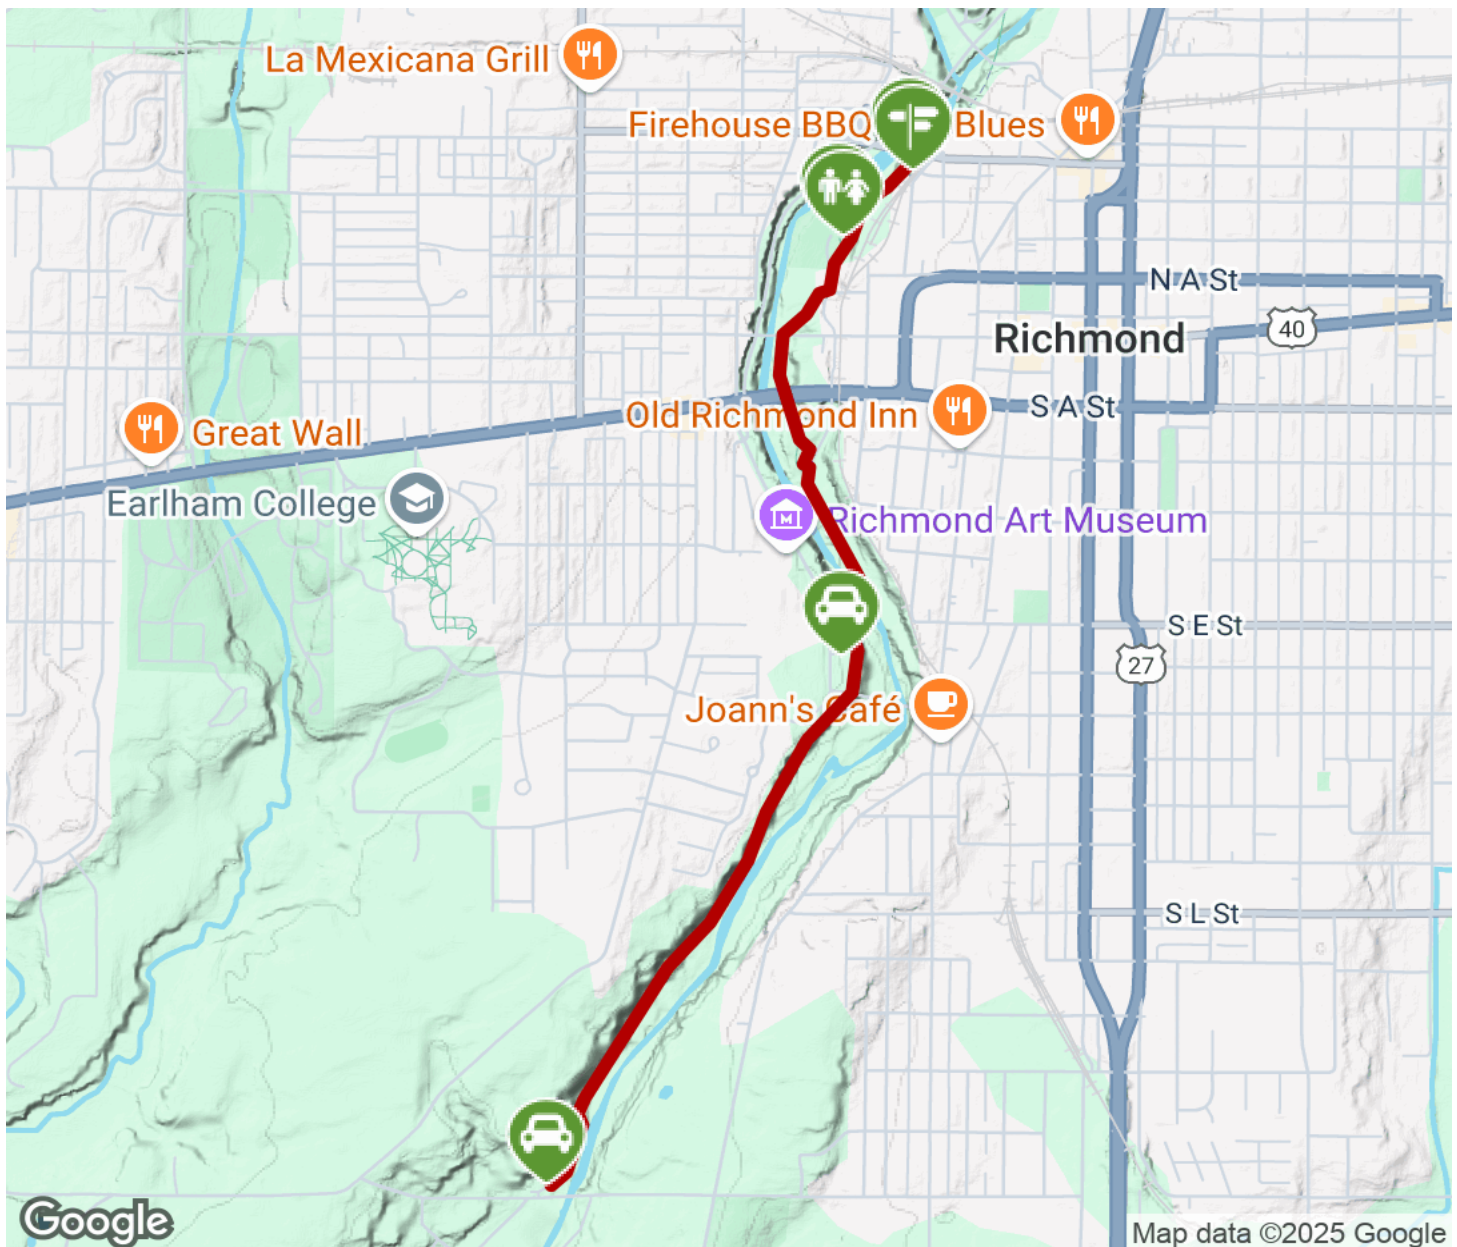 La Mexicana Grill
Firehouse BBQ Blues
N A St
Richmond
40
Old Richmond Inn
S A St
Great Wall
Earlham College
Richmond Art Museum
S E St
27
Joann's Café
S L St
Google
Map data ©2025 Google